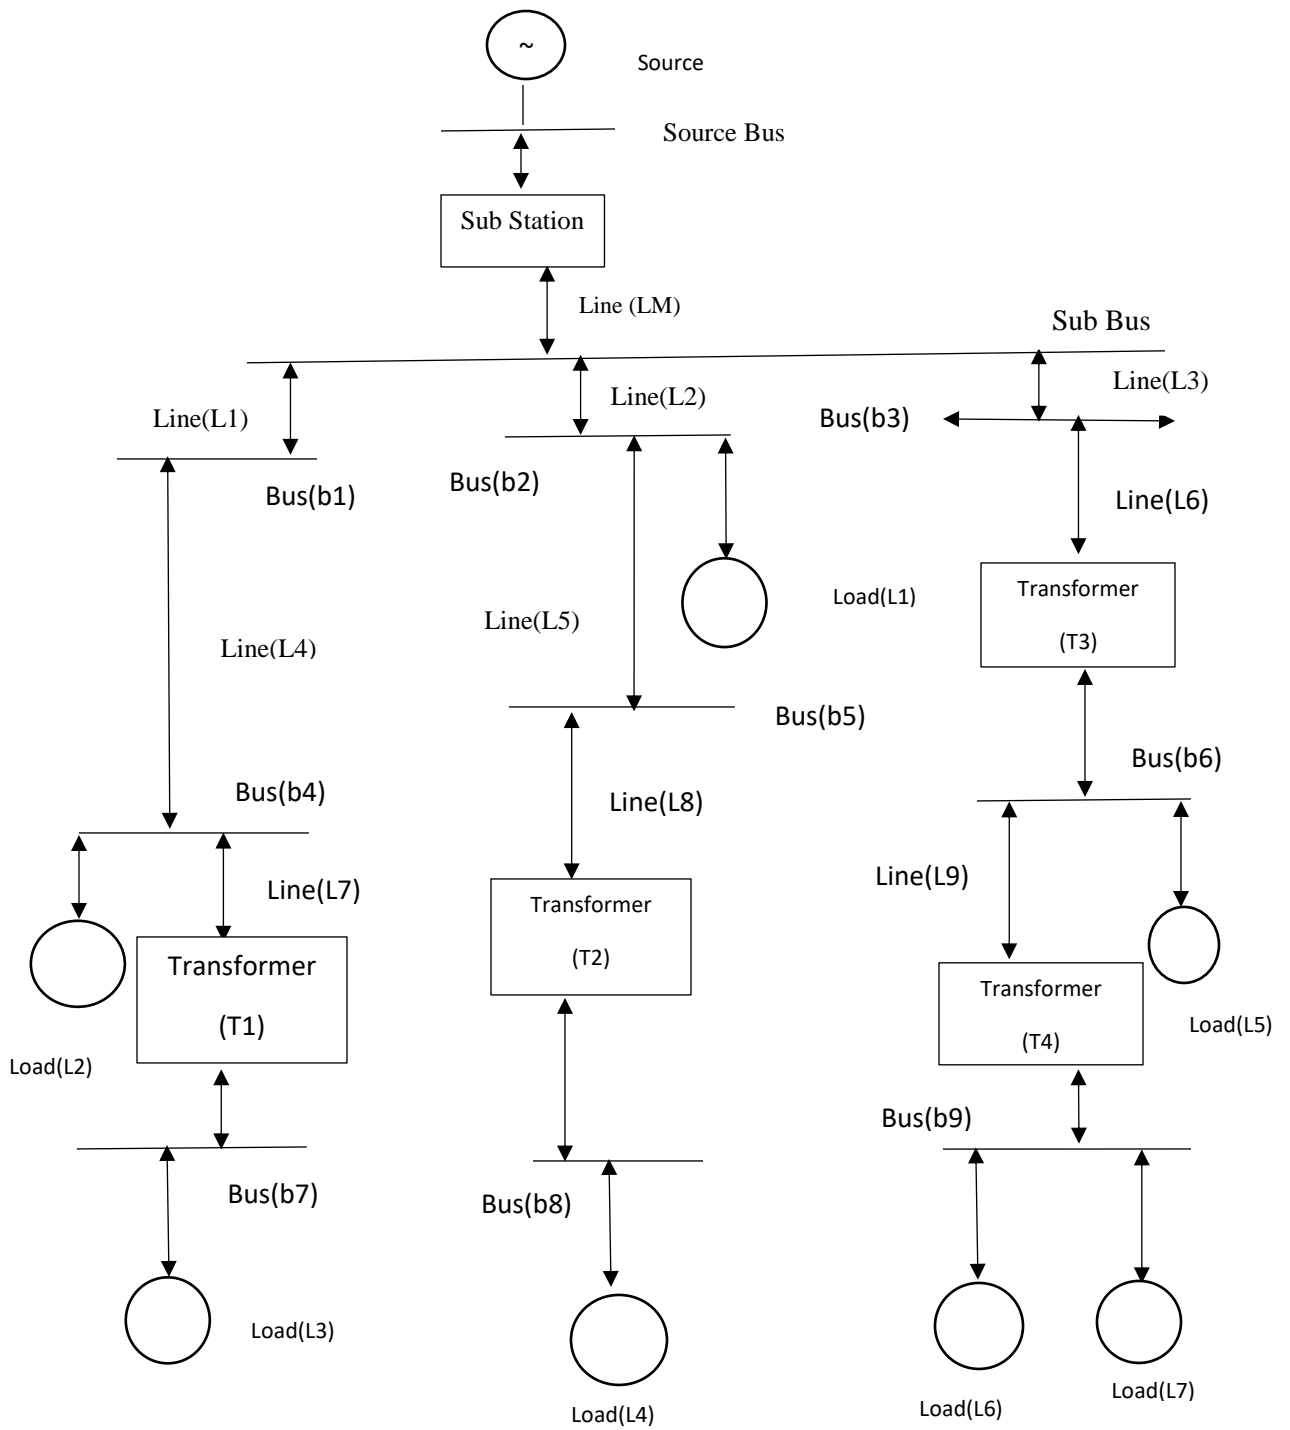 ~
Source
Source Bus
Sub Station
Line (LM)
Sub Bus
Line(L1)
Line(L2)
Line(L3)
Bus(b3)
Bus(b1)
Bus(b2)
Line(L6)
Load(L1)
Transformer
(T3)
Line(L5)
Line(L4)
Bus(b5)
Bus(b6)
Bus(b4)
Line(L8)
Line(L7)
Line(L9)
Transformer
(T2)
Transformer
(T1)
Transformer
(T4)
Load(L5)
Load(L2)
Bus(b9)
Bus(b7)
Bus(b8)
Load(L3)
Load(L4)
Load(L6)
Load(L7)